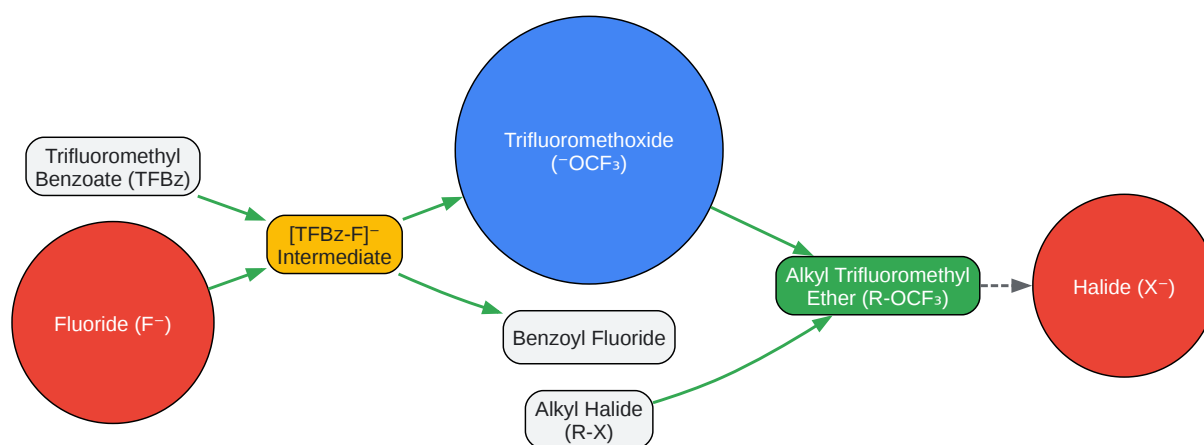 Trifluoromethyl
Benzoate (TFBz)
Fluoride (F⁻)
[TFBz-F]⁻
Intermediate
Trifluoromethoxide
(⁻OCF₃)
Benzoyl Fluoride
Alkyl Halide
(R-X)
Alkyl Trifluoromethyl
Ether (R-OCF₃)
Halide (X⁻)